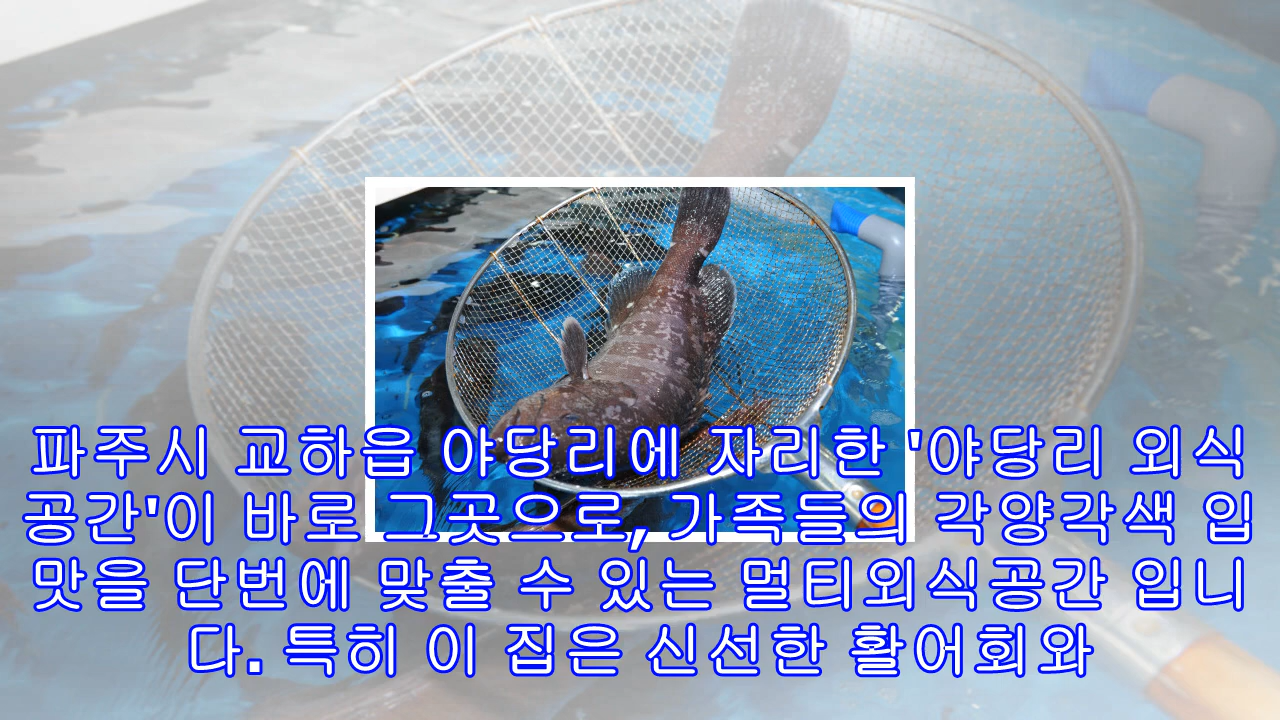 파주시 교하읍 야당리에 자리한 '야당리 외식
공간'이 바로 그곳으로, 가족들의 각양각색 입
맛을 단번에 맞출 수 있는 멀티외식공간 입니
다. 특히 이 집은 신선한 활어회와